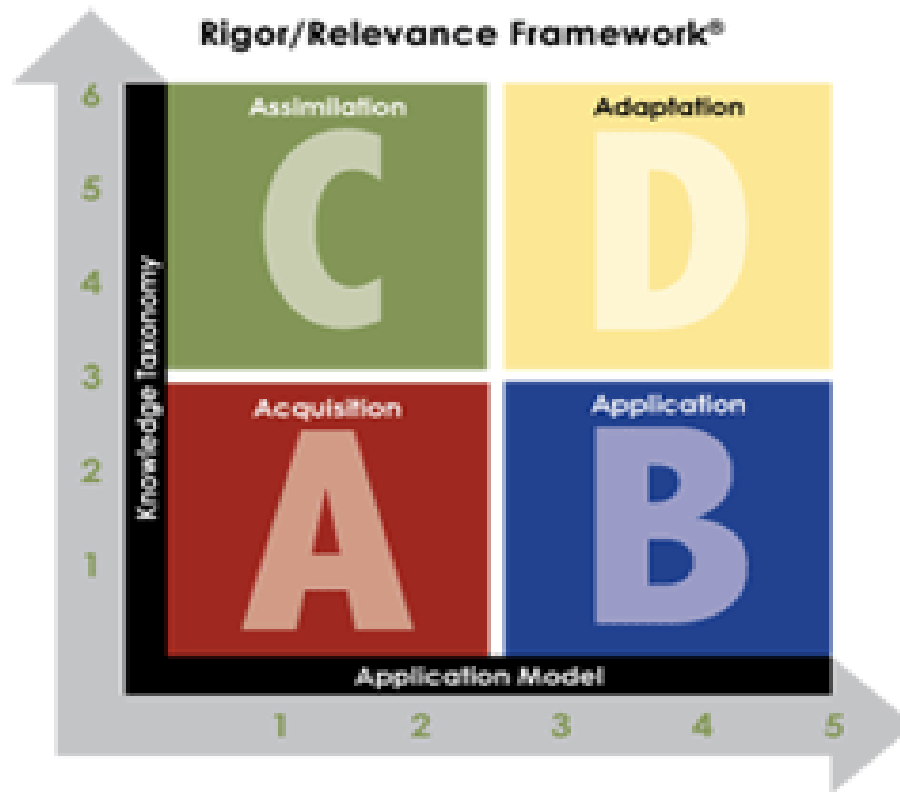 Rigor/Relevance Framework®
6
5
4
3
2
1
Knowledge Taxonomy
Assimilation
C
Adaptation
D
Acquisition
A
Application
B
Application Model
1 2 3 4 5